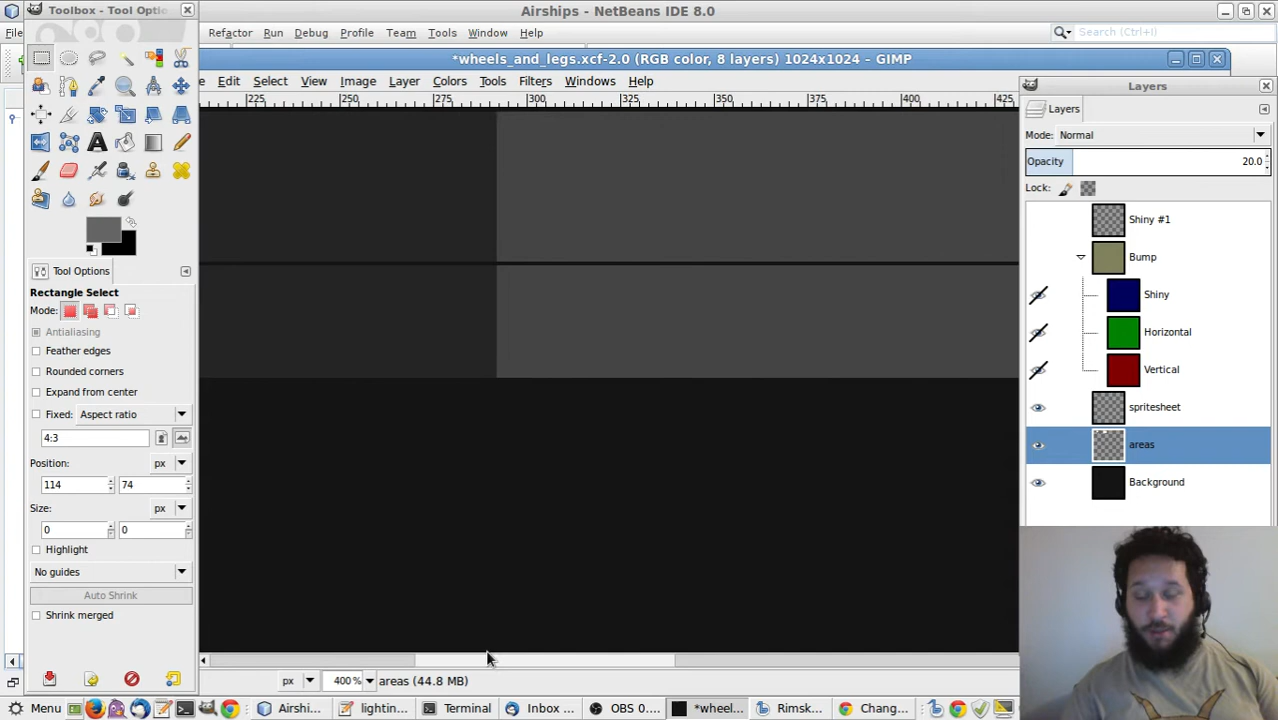 Toolbox - Tool Optio
Airships - NetBeans IDE 8.0
File
Refactor Run Debug Profile Team Tools Window Help
Search (Ctrl+I)
*wheels_and_legs.xcf-2.0 (RGB color, 8 layers) 1024x1024 – GIMP
Edit Select View Image Layer Colors Tools Filters Windows Help
225 250 275 300 325 350 375 400 425
Layers
Layers
Mode: Normal
Opacity 20.0
Lock:
Shiny #1
Bump
Shiny
Horizontal
Vertical
spritesheet
areas
Background
Tool Options
Rectangle Select
Mode:
Antialiasing
Feather edges
Rounded corners
Expand from center
Fixed: Aspect ratio
4:3
Position: px
114 74
Size: px
0 0
Highlight
No guides
Auto Shrink
Shrink merged
px 400% areas (44.8 MB)
Menu Airshi... lightin... Terminal Inbox ... OBS 0.... *wheel... Rimsk... Chang...